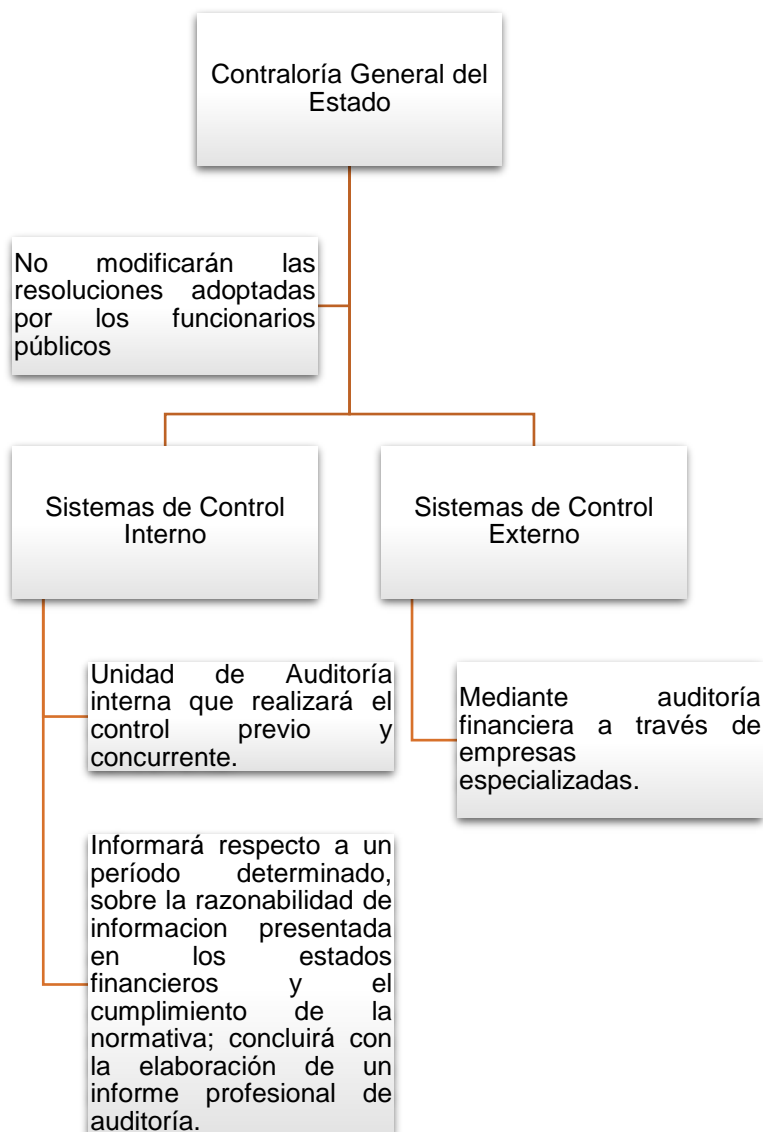 Contraloría General del
Estado
No modificarán las
resoluciones adoptadas
por los funcionarios
públicos
Sistemas de Control
Interno
Sistemas de Control
Externo
Unidad de Auditoría
interna que realizará el
control previo y
concurrente.
Mediante auditoría
financiera a través de
empresas
especializadas.
Informará respecto a un
período determinado,
sobre la razonabilidad de
informacion presentada
en los estados
financieros y el
cumplimiento de la
normativa; concluirá con
la elaboración de un
informe profesional de
auditoría.